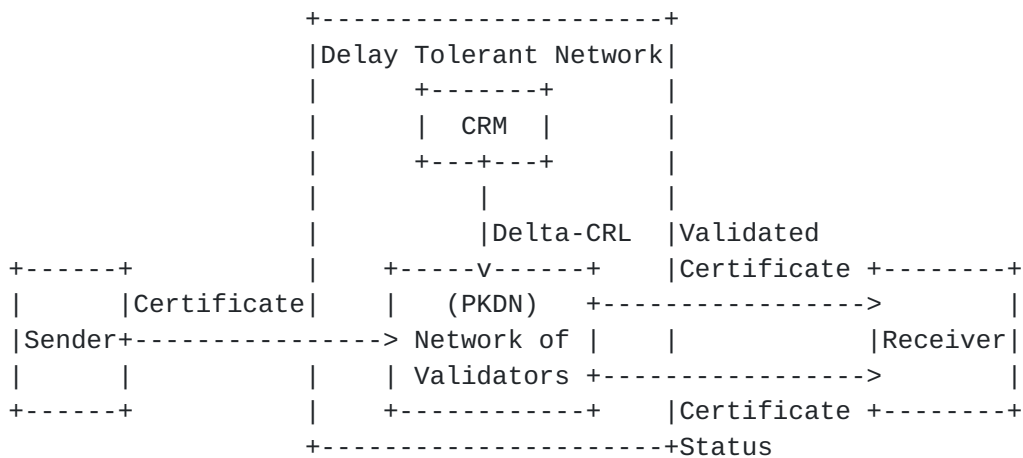 Delay Tolerant Network
CRM
Delta-CRL Validated
Certificate
Certificate (PKDN)
Sender Network of Receiver
Validators
Certificate
Status